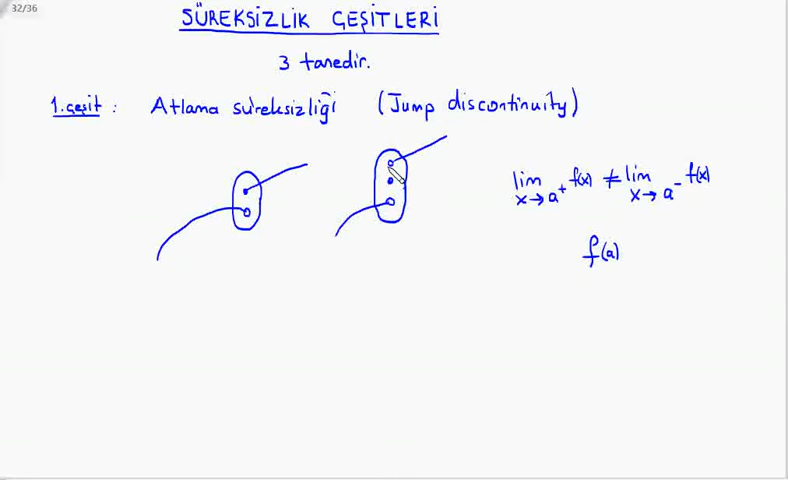 32/36
SÜREKSİZLİK ÇEŞİTLERİ
3 tanedir.
1. çeşit : Atlama süreksizliği (Jump discontinuity)
lim x→a⁺ f(x) ≠ lim x→a⁻ f(x)
f(a)